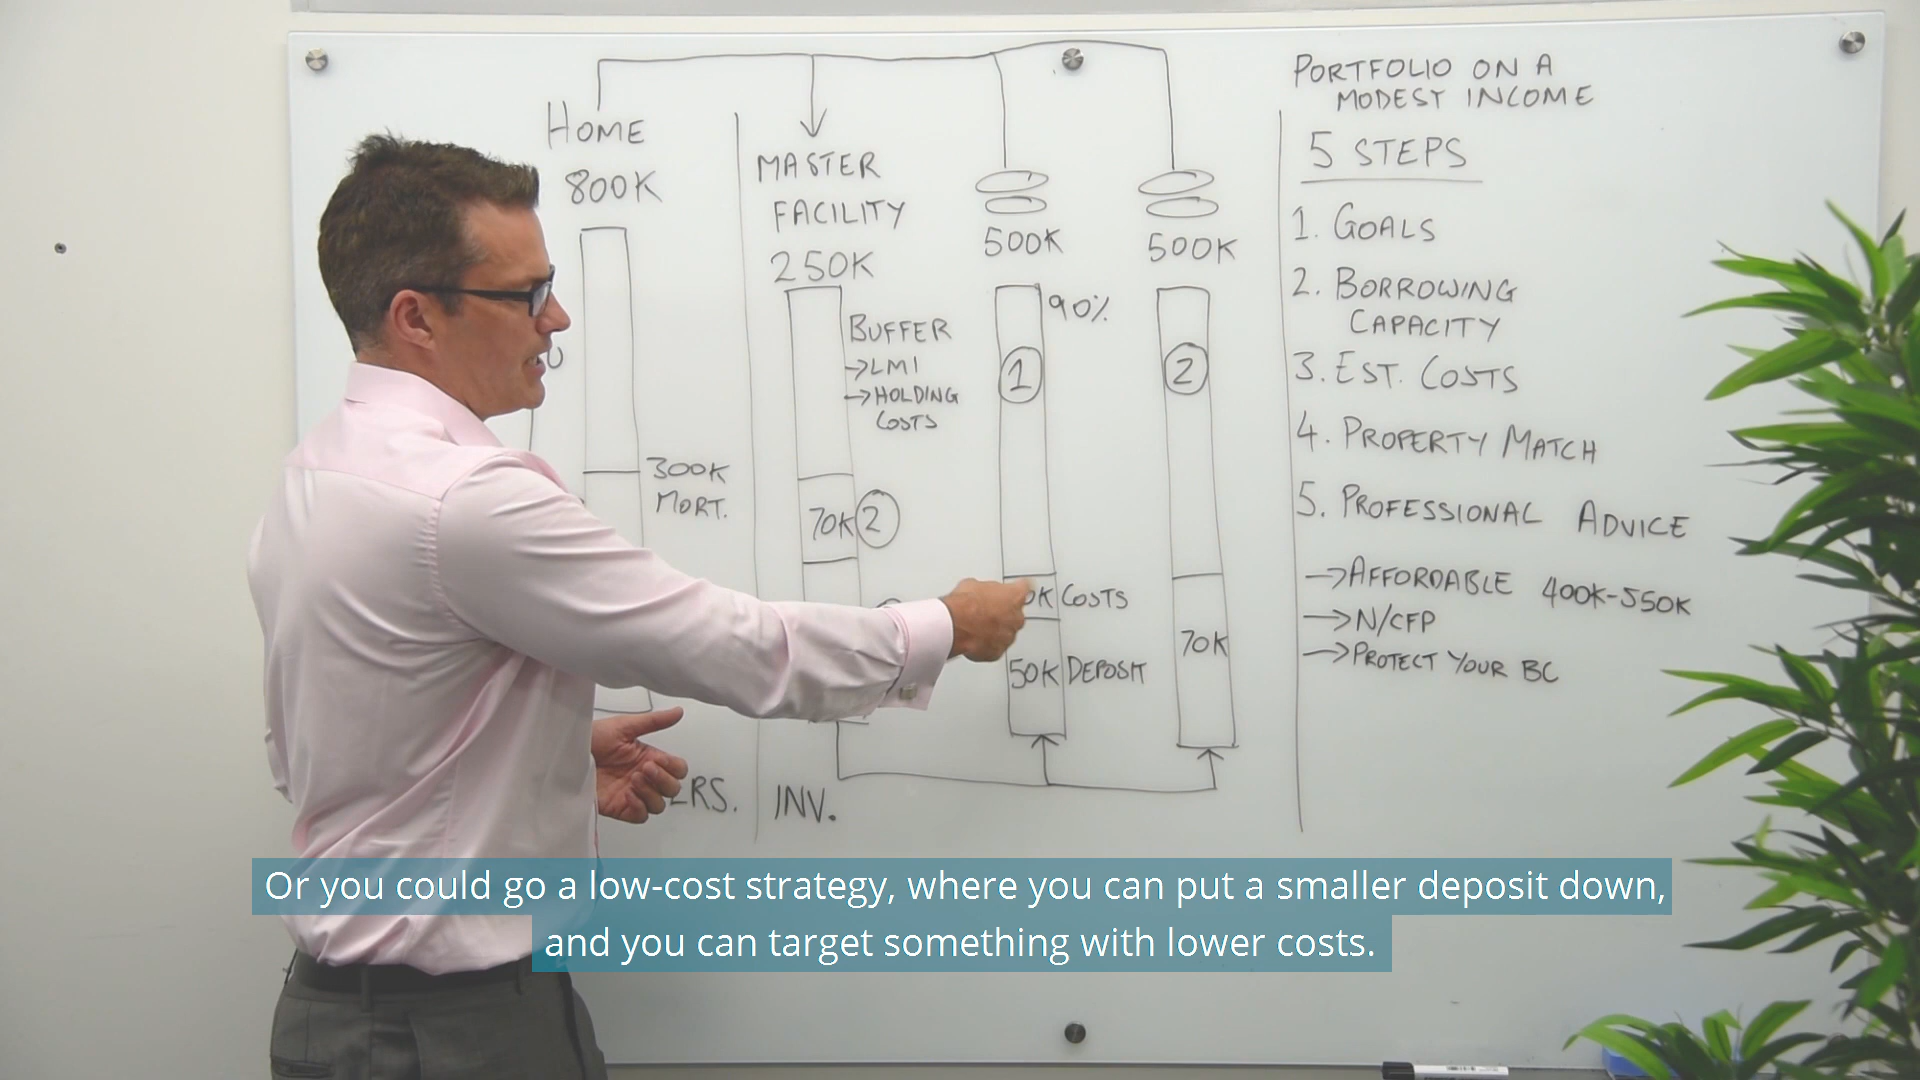 HOME
800K
300K
MORT.
MASTER
FACILITY
250K
BUFFER
→LMI
→HOLDING
COSTS
70K 2
INV.
500K
90%
1
COSTS
50K DEPOSIT
500K
2
70K
PORTFOLIO ON A
MODEST INCOME
5 STEPS
1. GOALS
2. BORROWING
CAPACITY
3. EST. COSTS
4. PROPERTY MATCH
5. PROFESSIONAL ADVICE
→AFFORDABLE 400K-550K
→N/CFP
→PROTECT YOUR BC
Or you could go a low-cost strategy, where you can put a smaller deposit down,
and you can target something with lower costs.